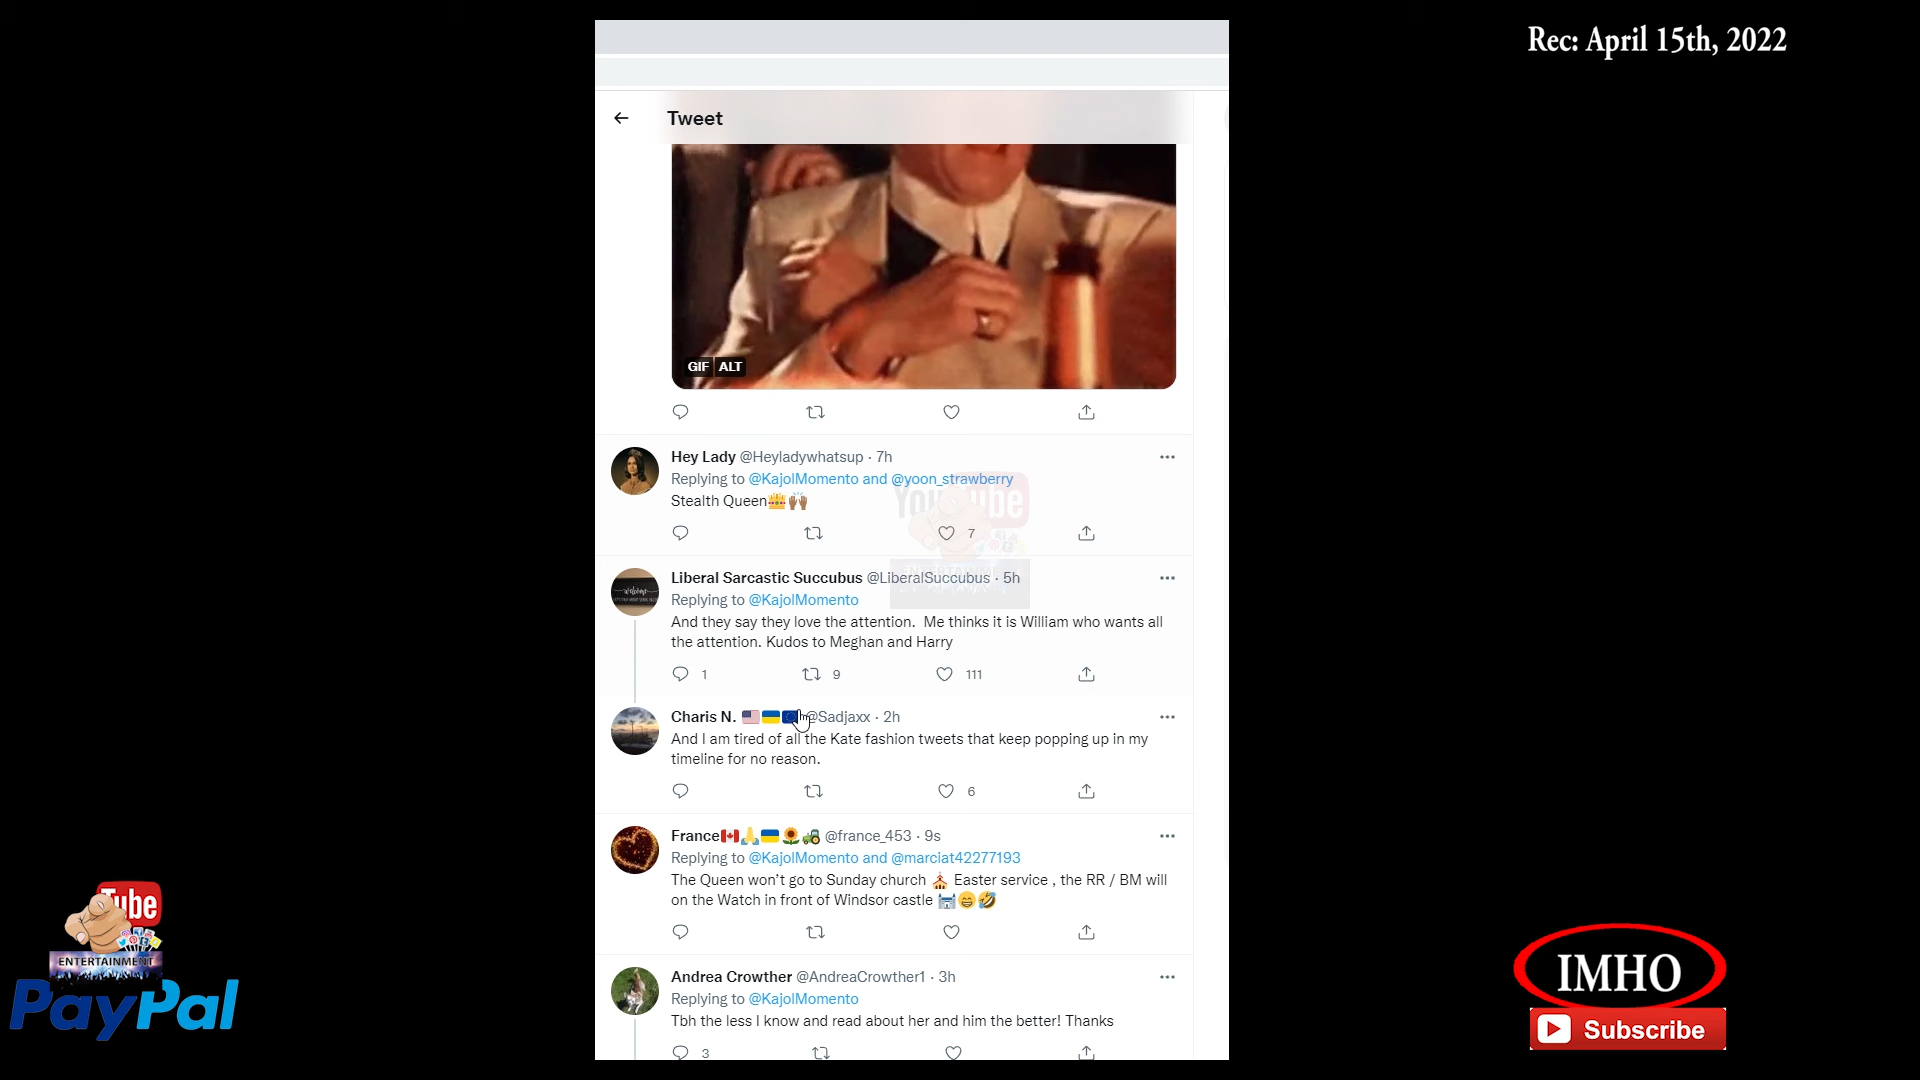 Rec: April 15th, 2022
Tweet
GIF ALT
Hey Lady @Heyladywhatsup · 7h
Replying to @KajolMomento and @yoon_strawberry
Stealth Queen👑🙌🏾
7
Liberal Sarcastic Succubus @LiberalSuccubus · 5h
Replying to @KajolMomento
And they say they love the attention.  Me thinks it is William who wants all
the attention. Kudos to Meghan and Harry
1 9 111
Charis N. 🇺🇸🇺🇦🇪🇺 @Sadjaxx · 2h
And I am tired of all the Kate fashion tweets that keep popping up in my
timeline for no reason.
6
France🇨🇦🙏🇺🇦🌻🚜 @france_453 · 9s
Replying to @KajolMomento and @marciat42277193
The Queen won't go to Sunday church ⛪ Easter service , the RR / BM will
on the Watch in front of Windsor castle 🏰😁🤣
Andrea Crowther @AndreaCrowther1 · 3h
Replying to @KajolMomento
Tbh the less I know and read about her and him the better! Thanks
3
Tube
ENTERTAINMENT
PayPal
IMHO
Subscribe